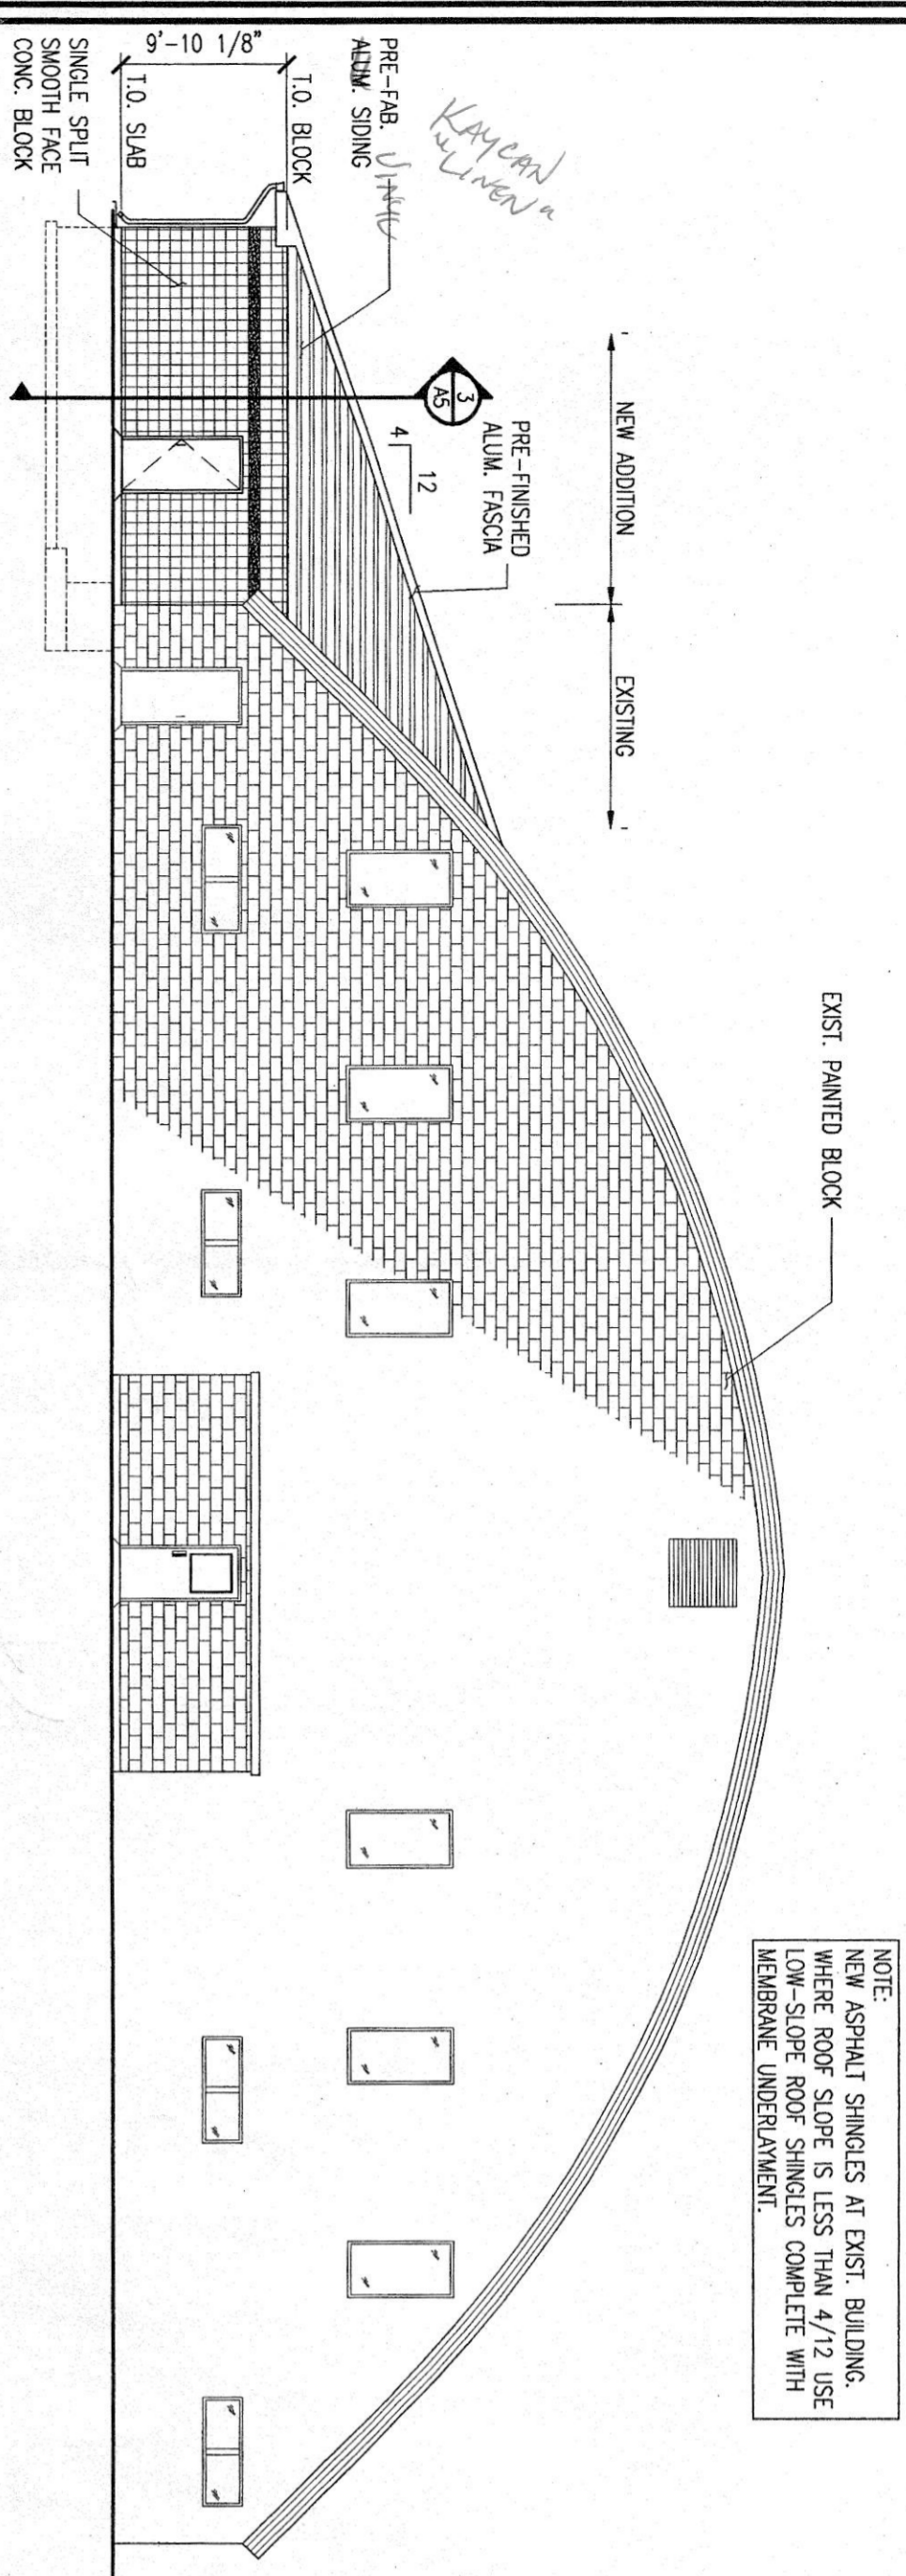 NOTE:
NEW ASPHALT SHINGLES AT EXIST. BUILDING.
WHERE ROOF SLOPE IS LESS THAN 4/12 USE
LOW-SLOPE ROOF SHINGLES COMPLETE WITH
MEMBRANE UNDERLAYMENT.
EXIST. PAINTED BLOCK
NEW ADDITION
EXISTING
PRE-FINISHED
ALUM. FASCIA
12
4
3
A5
KAYCAN
"LINEN"
PRE-FAB.
ALUM. SIDING
VINYL
T.O. BLOCK
9'-10 1/8"
T.O. SLAB
SINGLE SPLIT
SMOOTH FACE
CONC. BLOCK